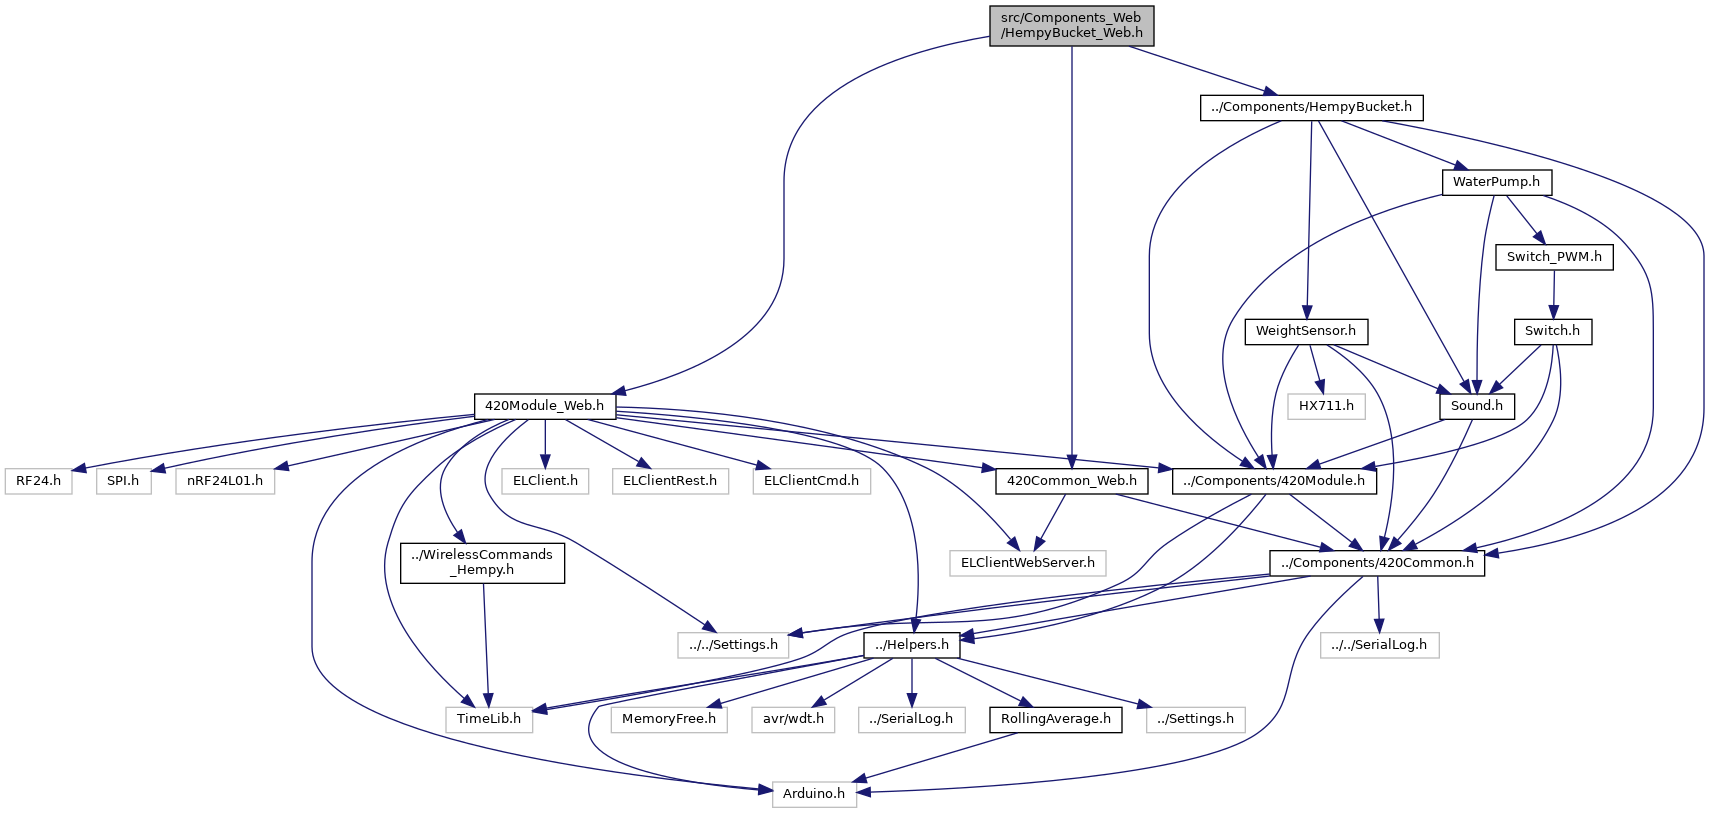 src/Components_Web
/HempyBucket_Web.h
../Components/HempyBucket.h
WaterPump.h
Switch_PWM.h
WeightSensor.h
Switch.h
420Module_Web.h
HX711.h
Sound.h
RF24.h
SPI.h
nRF24L01.h
ELClient.h
ELClientRest.h
ELClientCmd.h
420Common_Web.h
../Components/420Module.h
../WirelessCommands
_Hempy.h
ELClientWebServer.h
../Components/420Common.h
../../Settings.h
../Helpers.h
../../SerialLog.h
TimeLib.h
MemoryFree.h
avr/wdt.h
../SerialLog.h
RollingAverage.h
../Settings.h
Arduino.h